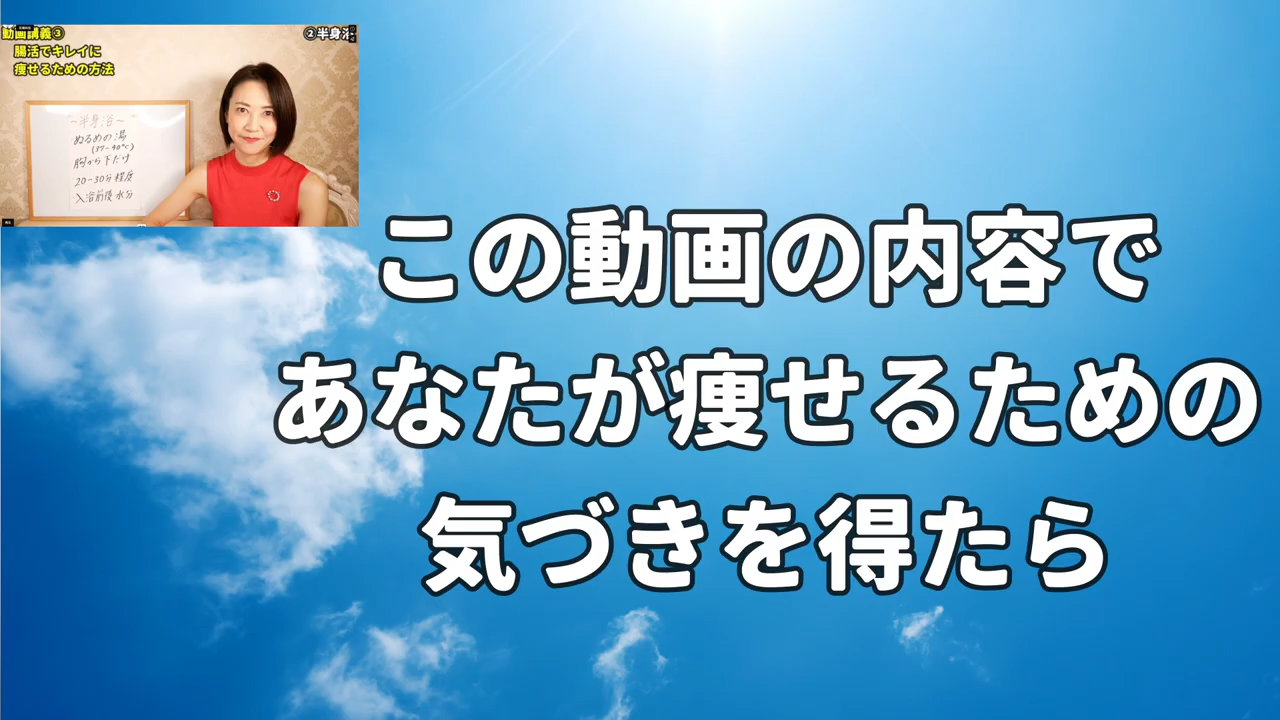 動画講義③
腸活でキレイに
痩せるための方法
②半身浴
~半身浴~
ぬるめの湯
(37-40℃)
胸から下だけ
20-30分程度
入浴前後水分
この動画の内容で
あなたが痩せるための
気づきを得たら